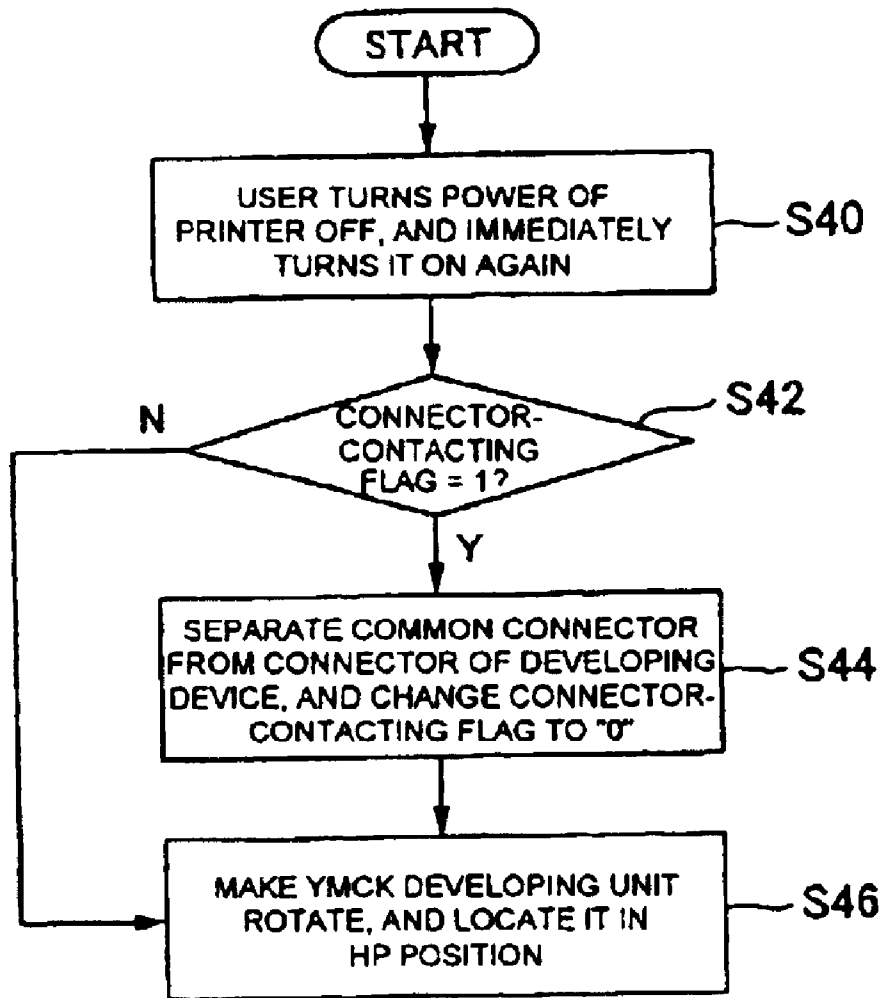 START
USER TURNS POWER OF
PRINTER OFF, AND IMMEDIATELY
TURNS IT ON AGAIN
S40
CONNECTOR-
CONTACTING
FLAG = 1?
S42
N
Y
SEPARATE COMMON CONNECTOR
FROM CONNECTOR OF DEVELOPING
DEVICE, AND CHANGE CONNECTOR-
CONTACTING FLAG TO "0"
S44
MAKE YMCK DEVELOPING UNIT
ROTATE, AND LOCATE IT IN
HP POSITION
S46